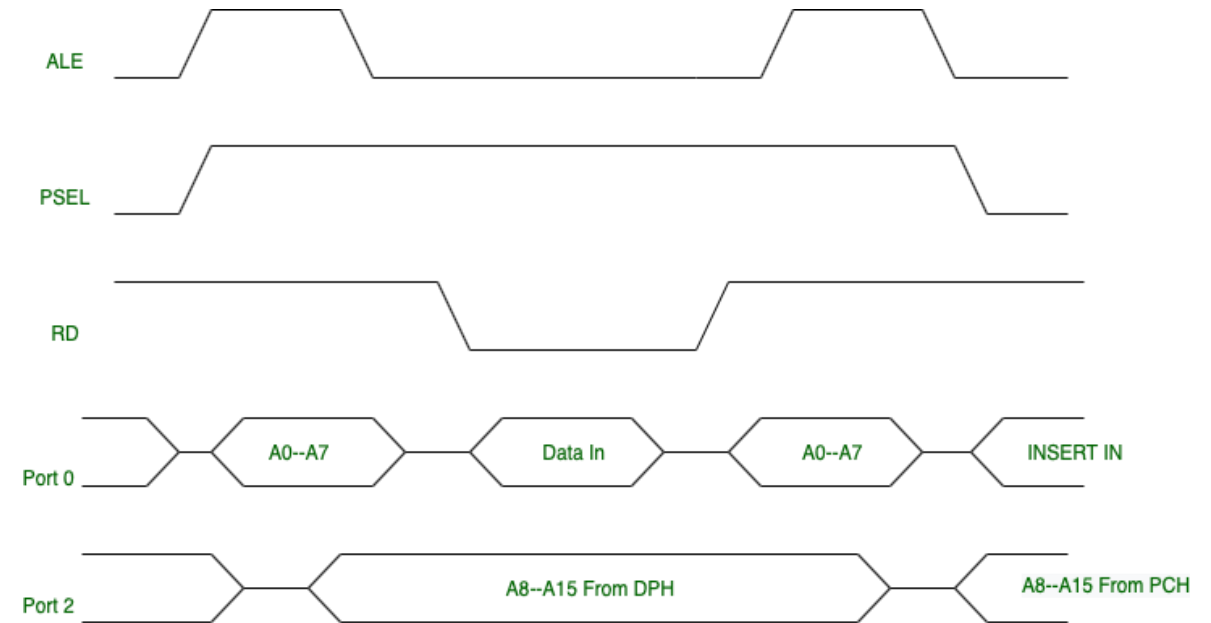 ALE
PSEL
RD
Port 0
A0--A7
Data In
A0--A7
INSERT IN
Port 2
A8--A15 From DPH
A8--A15 From PCH